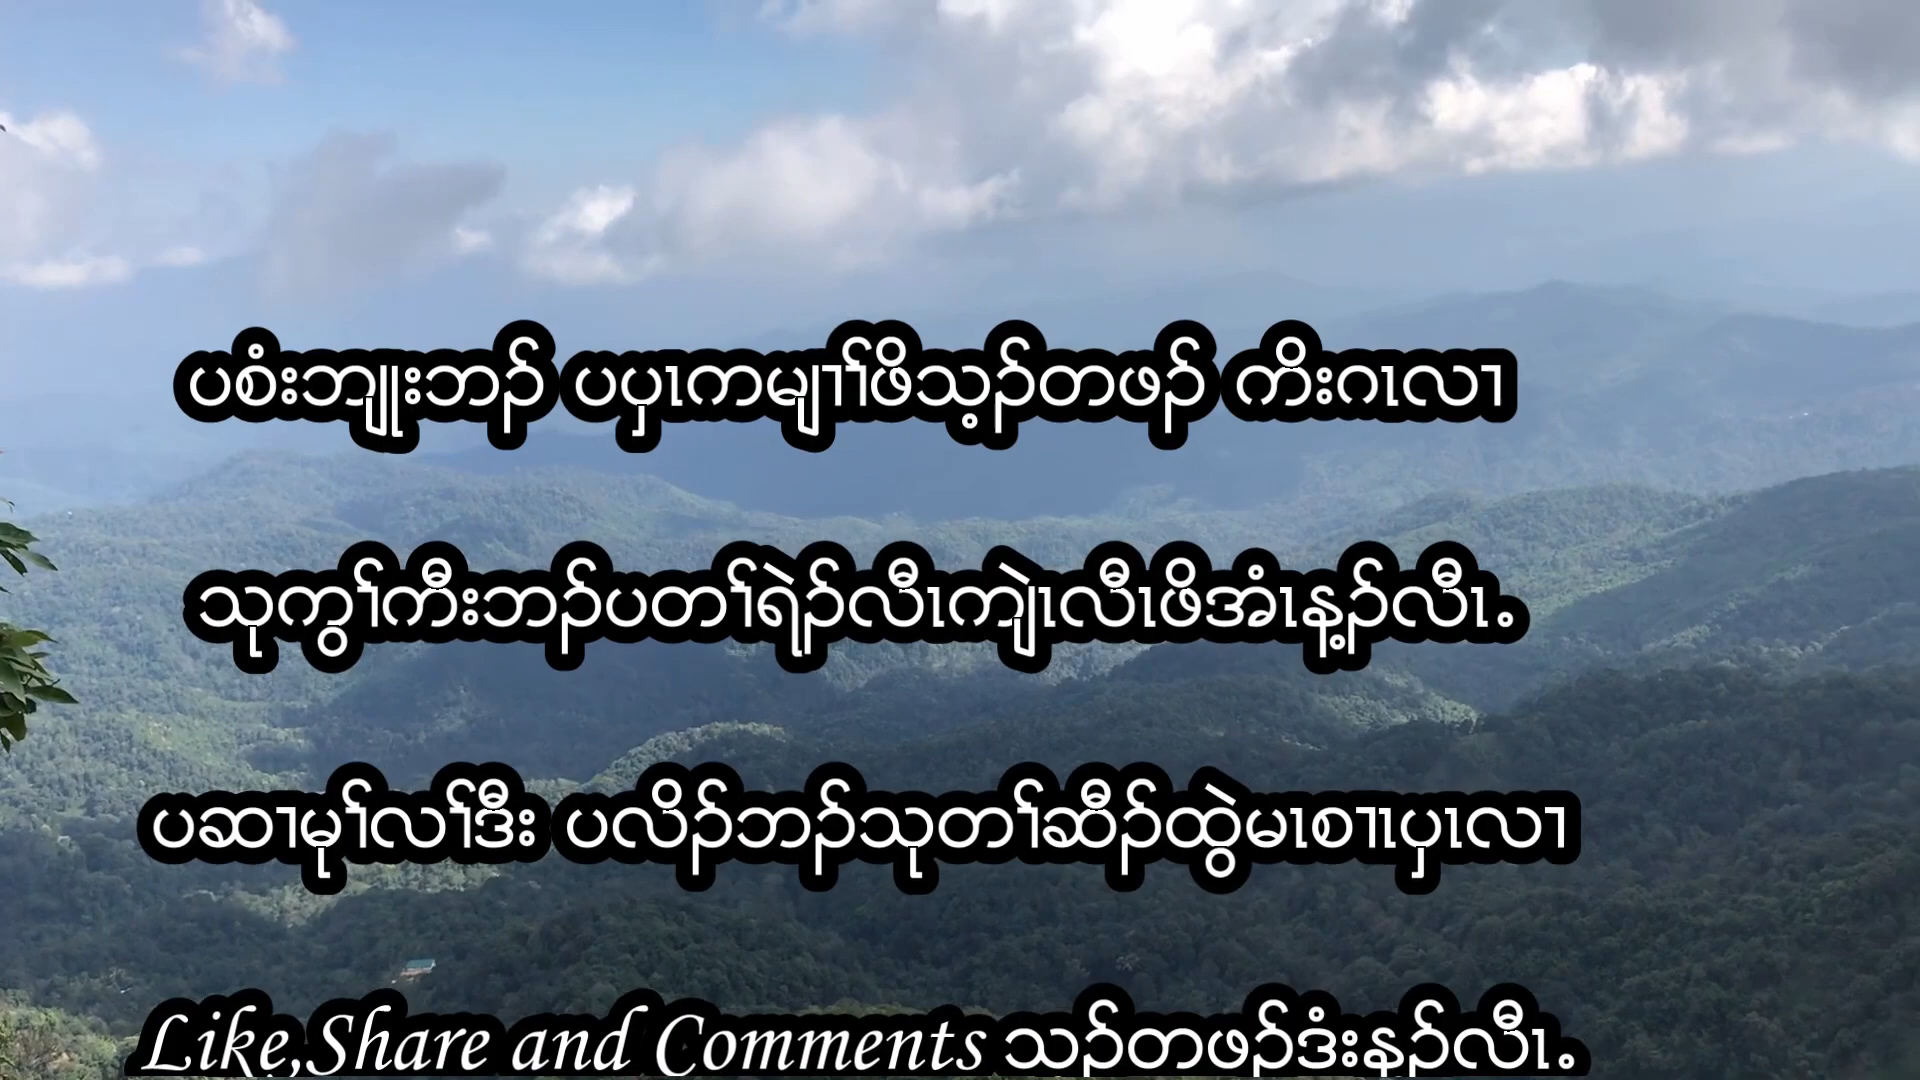 ပစံးဘျုးဘၣ် ပပှၤကမျၢၢ်ဖိသ့ၣ်တဖၣ် ကိးဂၤလၢ
သုကွၢ်ကီးဘၣ်ပတၢ်ရဲၣ်လီၤကျဲၤလီၤဖိအံၤန့ၣ်လီၤ.
ပဆၢမုၢ်လၢ်ဒီး ပလိၣ်ဘၣ်သုတၢ်ဆီၣ်ထွဲမၤစၢၤပှၤလၢ
Like,Share and Comments သ့ၣ်တဖၣ်ဒံးန့ၣ်လီၤ.